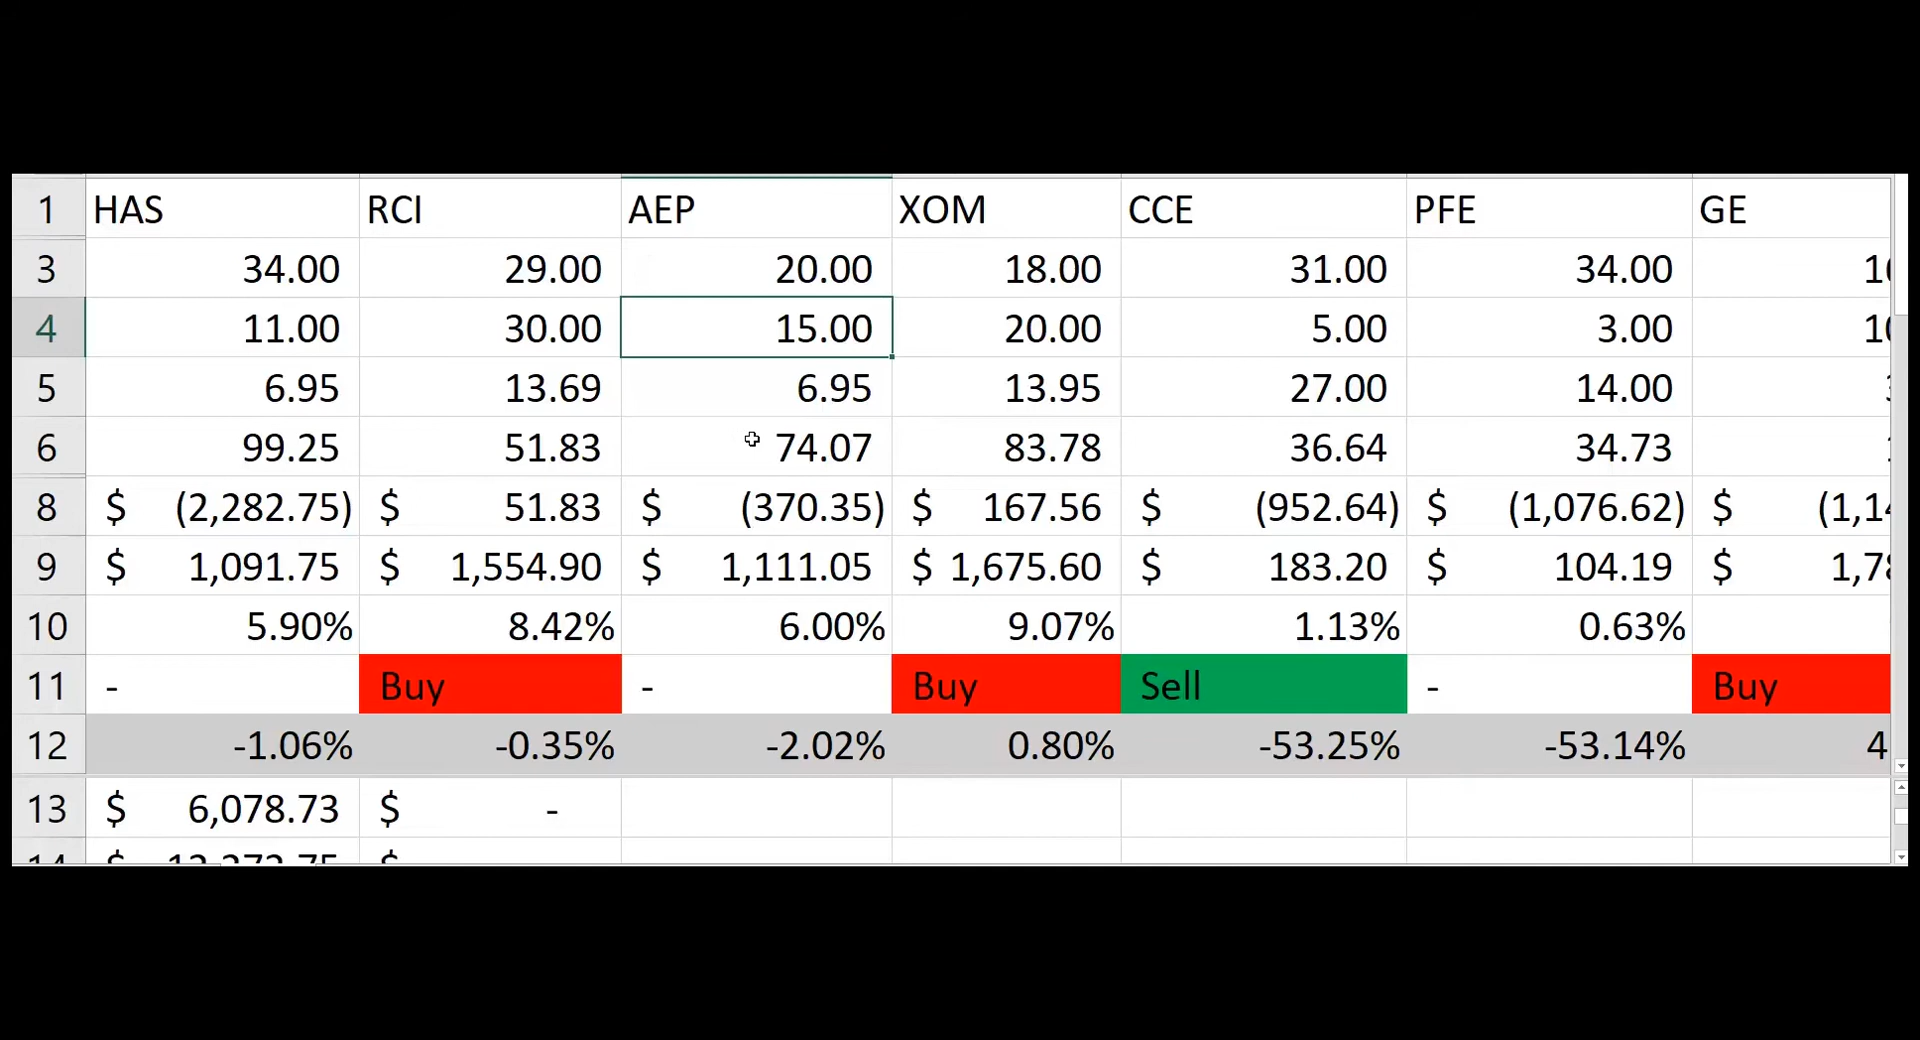 1 HAS RCI AEP XOM CCE PFE GE
3 34.00 29.00 20.00 18.00 31.00 34.00
4 11.00 30.00 15.00 20.00 5.00 3.00
5 6.95 13.69 6.95 13.95 27.00 14.00
6 99.25 51.83 74.07 83.78 36.64 34.73
8 $ (2,282.75) $ 51.83 $ (370.35) $ 167.56 $ (952.64) $ (1,076.62) $
9 $ 1,091.75 $ 1,554.90 $ 1,111.05 $ 1,675.60 $ 183.20 $ 104.19 $
10 5.90% 8.42% 6.00% 9.07% 1.13% 0.63%
11 - Buy - Buy Sell - Buy
12 -1.06% -0.35% -2.02% 0.80% -53.25% -53.14% 4
13 $ 6,078.73 $ -